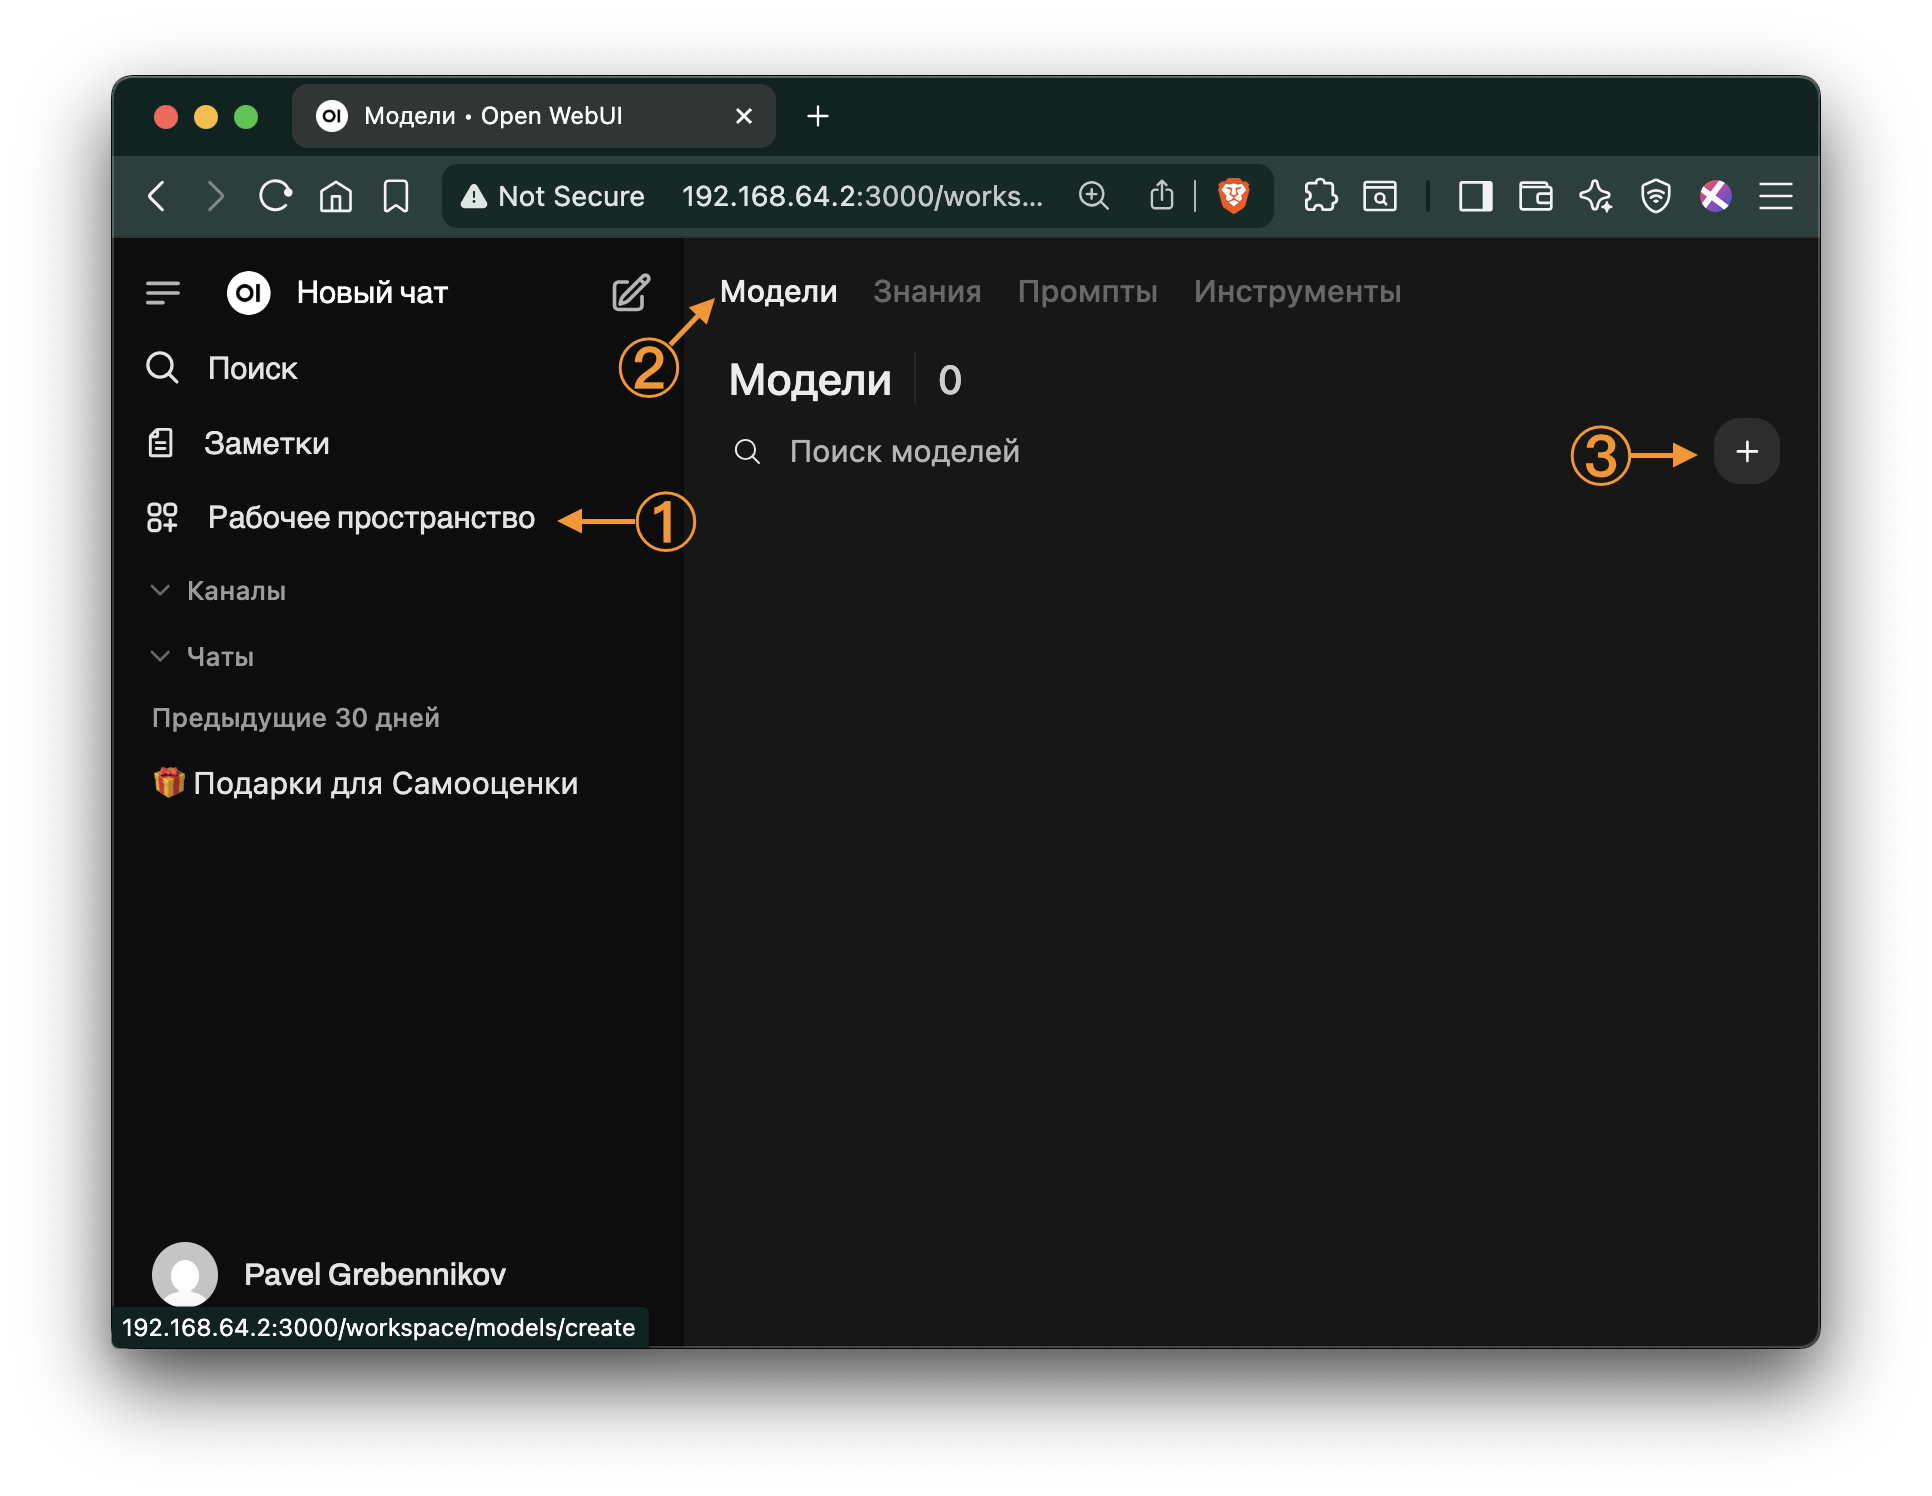 Модели • Open WebUI
Not Secure 192.168.64.2:3000/works...
OI Новый чат
Поиск
Заметки
Рабочее пространство
1
Каналы
Чаты
Предыдущие 30 дней
🎁 Подарки для Самооценки
Pavel Grebennikov
192.168.64.2:3000/workspace/models/create
Модели Знания Промпты Инструменты
2
Модели 0
Поиск моделей
3
+